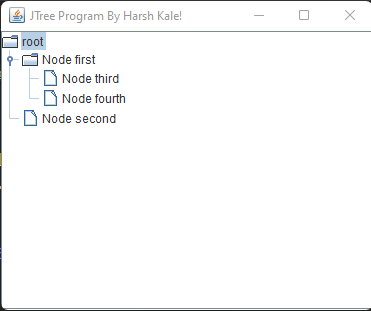 JTree Program By Harsh Kale!
root
Node first
Node third
Node fourth
Node second